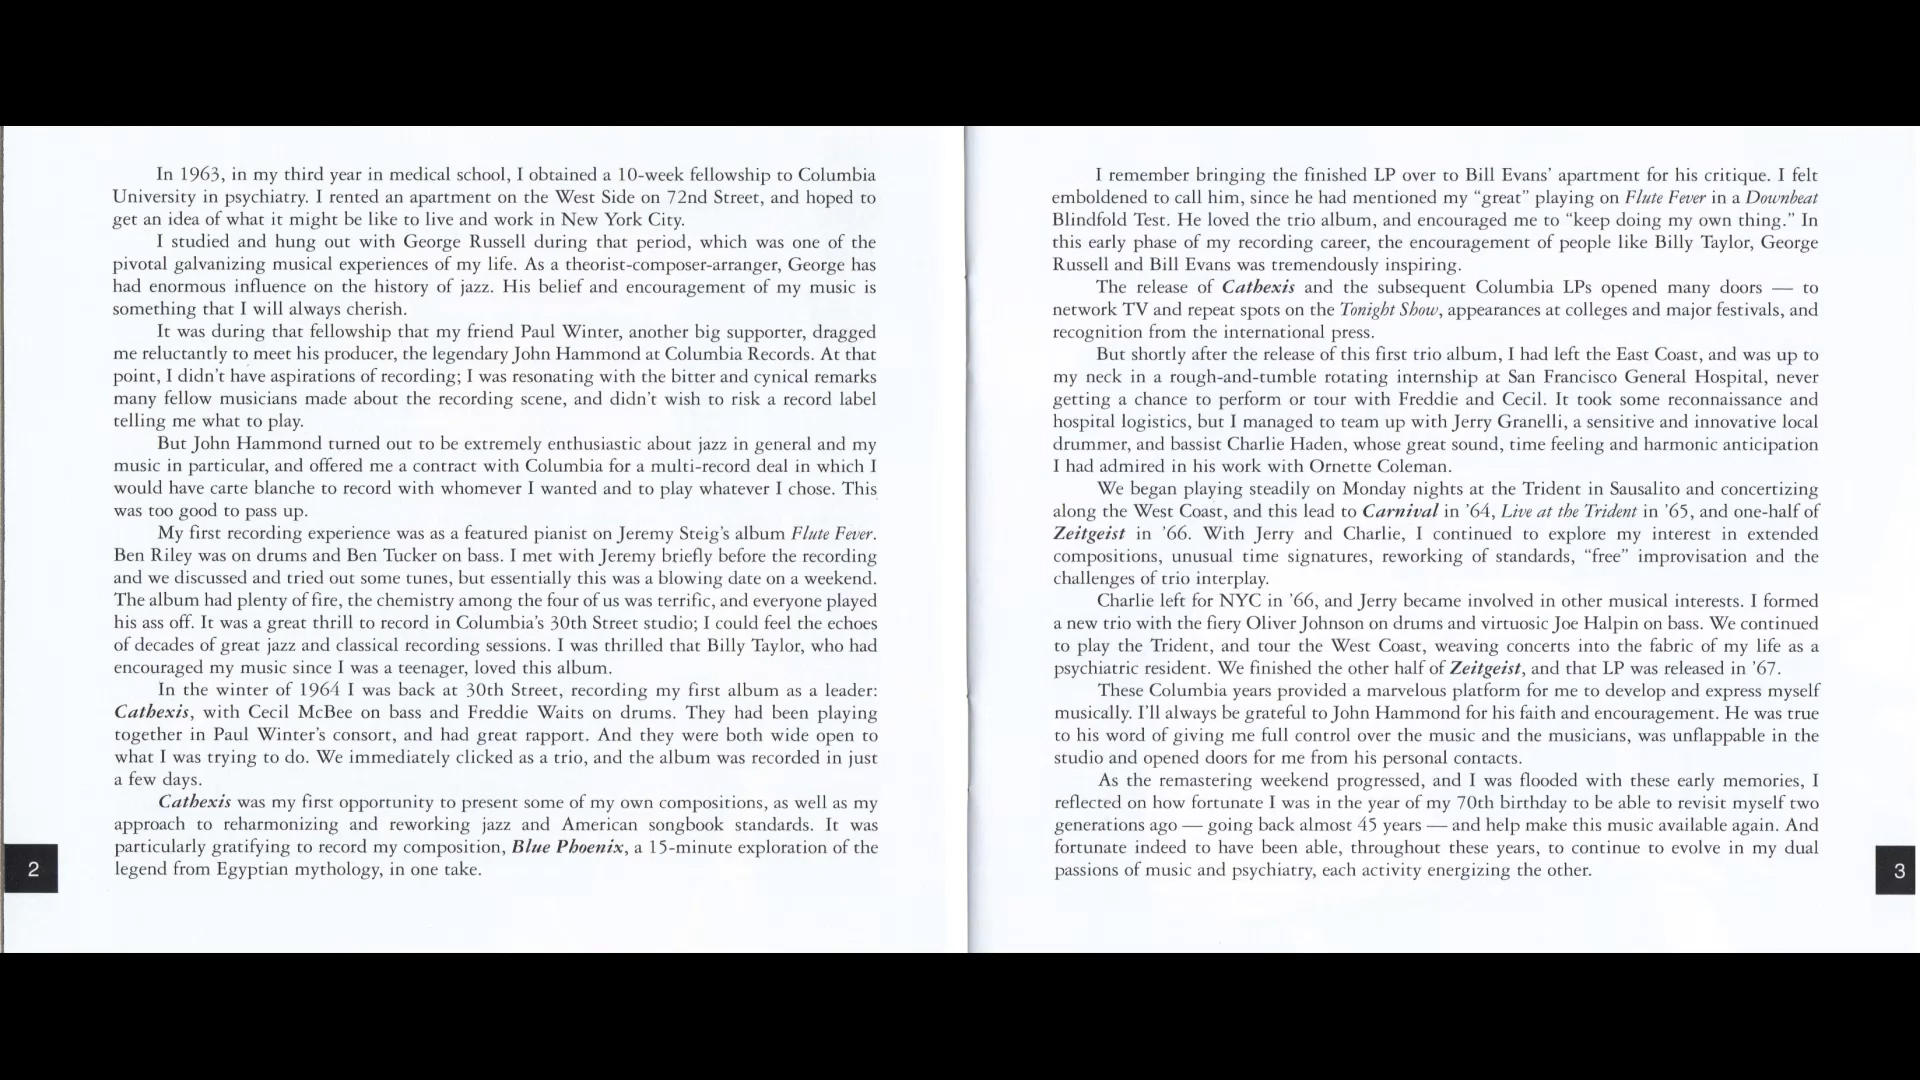 In 1963, in my third year in medical school, I obtained a 10-week fellowship to Columbia
University in psychiatry. I rented an apartment on the West Side on 72nd Street, and hoped to
get an idea of what it might be like to live and work in New York City.
I studied and hung out with George Russell during that period, which was one of the
pivotal galvanizing musical experiences of my life. As a theorist-composer-arranger, George has
had enormous influence on the history of jazz. His belief and encouragement of my music is
something that I will always cherish.
It was during that fellowship that my friend Paul Winter, another big supporter, dragged
me reluctantly to meet his producer, the legendary John Hammond at Columbia Records. At that
point, I didn't have aspirations of recording; I was resonating with the bitter and cynical remarks
many fellow musicians made about the recording scene, and didn't wish to risk a record label
telling me what to play.
But John Hammond turned out to be extremely enthusiastic about jazz in general and my
music in particular, and offered me a contract with Columbia for a multi-record deal in which I
would have carte blanche to record with whomever I wanted and to play whatever I chose. This
was too good to pass up.
My first recording experience was as a featured pianist on Jeremy Steig's album Flute Fever.
Ben Riley was on drums and Ben Tucker on bass. I met with Jeremy briefly before the recording
and we discussed and tried out some tunes, but essentially this was a blowing date on a weekend.
The album had plenty of fire, the chemistry among the four of us was terrific, and everyone played
his ass off. It was a great thrill to record in Columbia's 30th Street studio; I could feel the echoes
of decades of great jazz and classical recording sessions. I was thrilled that Billy Taylor, who had
encouraged my music since I was a teenager, loved this album.
In the winter of 1964 I was back at 30th Street, recording my first album as a leader:
Cathexis, with Cecil McBee on bass and Freddie Waits on drums. They had been playing
together in Paul Winter's consort, and had great rapport. And they were both wide open to
what I was trying to do. We immediately clicked as a trio, and the album was recorded in just
a few days.
Cathexis was my first opportunity to present some of my own compositions, as well as my
approach to reharmonizing and reworking jazz and American songbook standards. It was
particularly gratifying to record my composition, Blue Phoenix, a 15-minute exploration of the
legend from Egyptian mythology, in one take.
2
I remember bringing the finished LP over to Bill Evans' apartment for his critique. I felt
emboldened to call him, since he had mentioned my "great" playing on Flute Fever in a Downbeat
Blindfold Test. He loved the trio album, and encouraged me to "keep doing my own thing." In
this early phase of my recording career, the encouragement of people like Billy Taylor, George
Russell and Bill Evans was tremendously inspiring.
The release of Cathexis and the subsequent Columbia LPs opened many doors — to
network TV and repeat spots on the Tonight Show, appearances at colleges and major festivals, and
recognition from the international press.
But shortly after the release of this first trio album, I had left the East Coast, and was up to
my neck in a rough-and-tumble rotating internship at San Francisco General Hospital, never
getting a chance to perform or tour with Freddie and Cecil. It took some reconnaissance and
hospital logistics, but I managed to team up with Jerry Granelli, a sensitive and innovative local
drummer, and bassist Charlie Haden, whose great sound, time feeling and harmonic anticipation
I had admired in his work with Ornette Coleman.
We began playing steadily on Monday nights at the Trident in Sausalito and concertizing
along the West Coast, and this lead to Carnival in '64, Live at the Trident in '65, and one-half of
Zeitgeist in '66. With Jerry and Charlie, I continued to explore my interest in extended
compositions, unusual time signatures, reworking of standards, "free" improvisation and the
challenges of trio interplay.
Charlie left for NYC in '66, and Jerry became involved in other musical interests. I formed
a new trio with the fiery Oliver Johnson on drums and virtuosic Joe Halpin on bass. We continued
to play the Trident, and tour the West Coast, weaving concerts into the fabric of my life as a
psychiatric resident. We finished the other half of Zeitgeist, and that LP was released in '67.
These Columbia years provided a marvelous platform for me to develop and express myself
musically. I'll always be grateful to John Hammond for his faith and encouragement. He was true
to his word of giving me full control over the music and the musicians, was unflappable in the
studio and opened doors for me from his personal contacts.
As the remastering weekend progressed, and I was flooded with these early memories, I
reflected on how fortunate I was in the year of my 70th birthday to be able to revisit myself two
generations ago — going back almost 45 years — and help make this music available again. And
fortunate indeed to have been able, throughout these years, to continue to evolve in my dual
passions of music and psychiatry, each activity energizing the other.
3